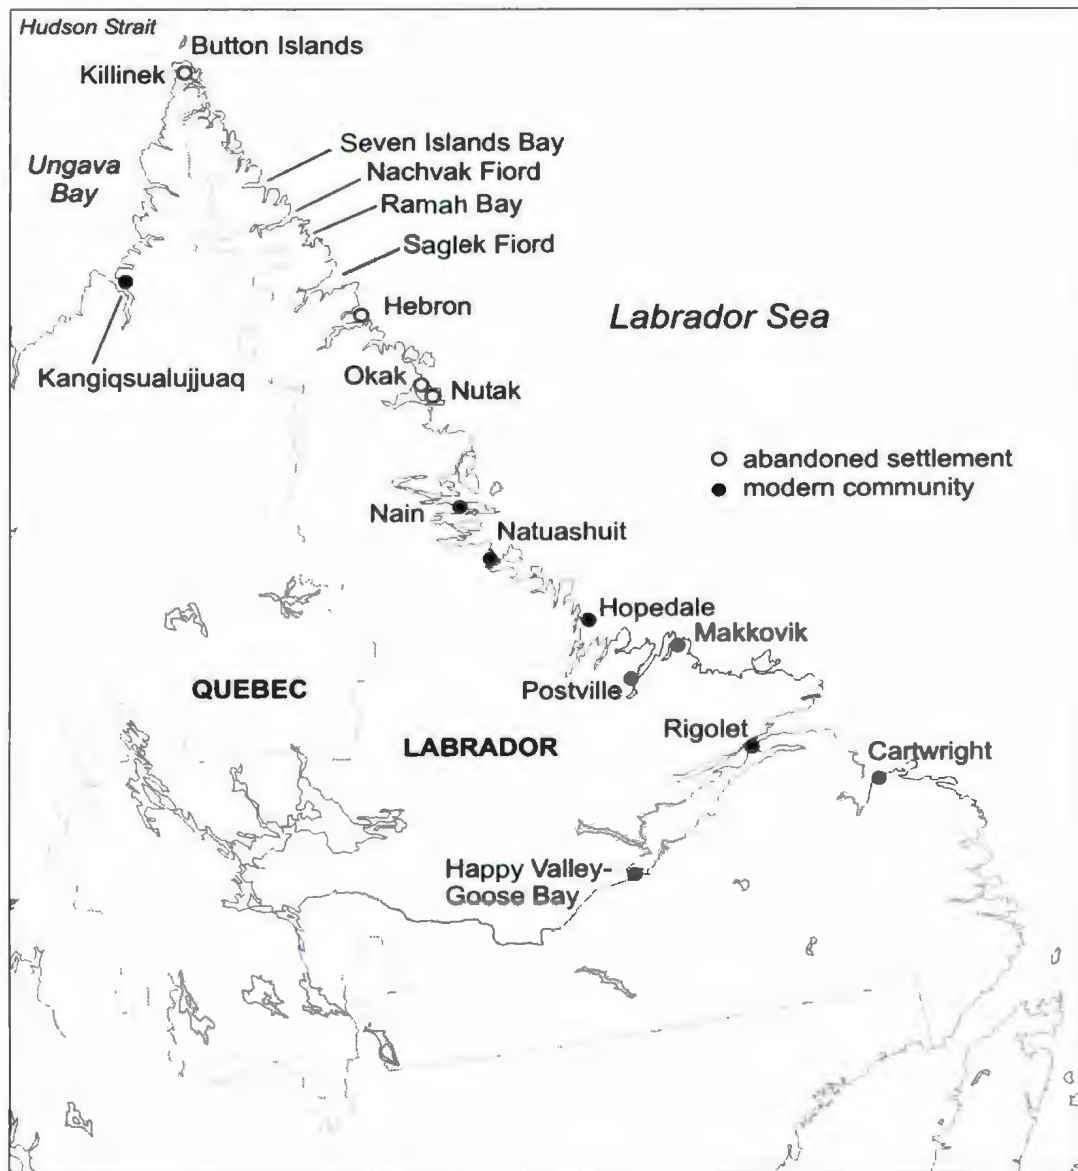 Hudson Strait
Button Islands
Killinek
Seven Islands Bay
Ungava
Bay
Nachvak Fiord
Ramah Bay
Saglek Fiord
Hebron
Labrador Sea
Kangiqsualujjuaq
Okak
Nutak
abandoned settlement
modern community
Nain
Natuashuit
Hopedale
Makkovik
QUEBEC
Postville
LABRADOR
Rigolet
Cartwright
Happy Valley-
Goose Bay